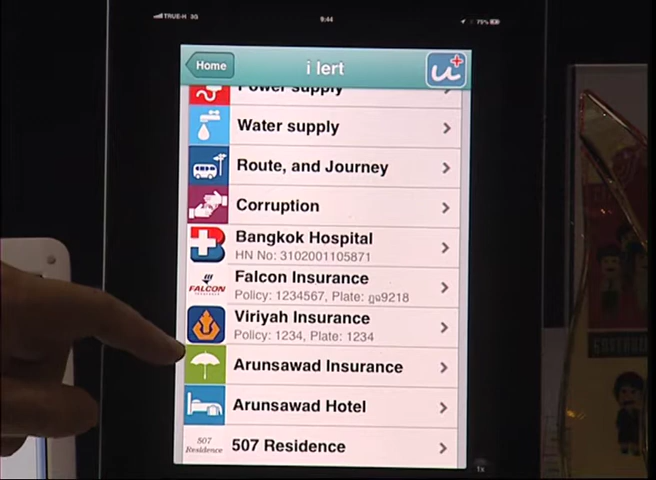 TRUE-H 3G
9:44
75%
Home
i lert
u+
Power supply
Water supply
Route, and Journey
Corruption
Bangkok Hospital
HN No: 3102001105871
Falcon Insurance
FALCON
Policy: 1234567, Plate: ฎจ9218
Viriyah Insurance
Policy: 1234, Plate: 1234
Arunsawad Insurance
Arunsawad Hotel
507 Residence
507
Residence
1x